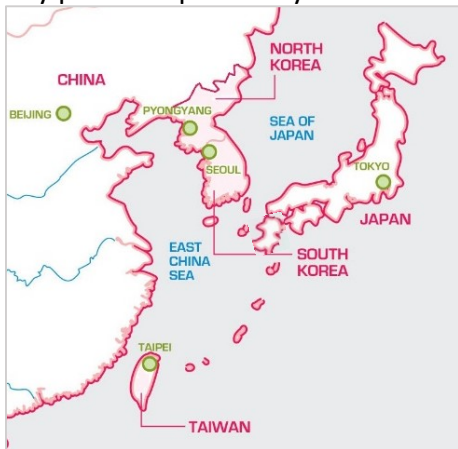 NORTH
KOREA
CHINA
BEIJING
PYONGYANG
SEA OF
JAPAN
SEOUL
TOKYO
JAPAN
EAST
CHINA
SEA
SOUTH
KOREA
TAIPEI
TAIWAN